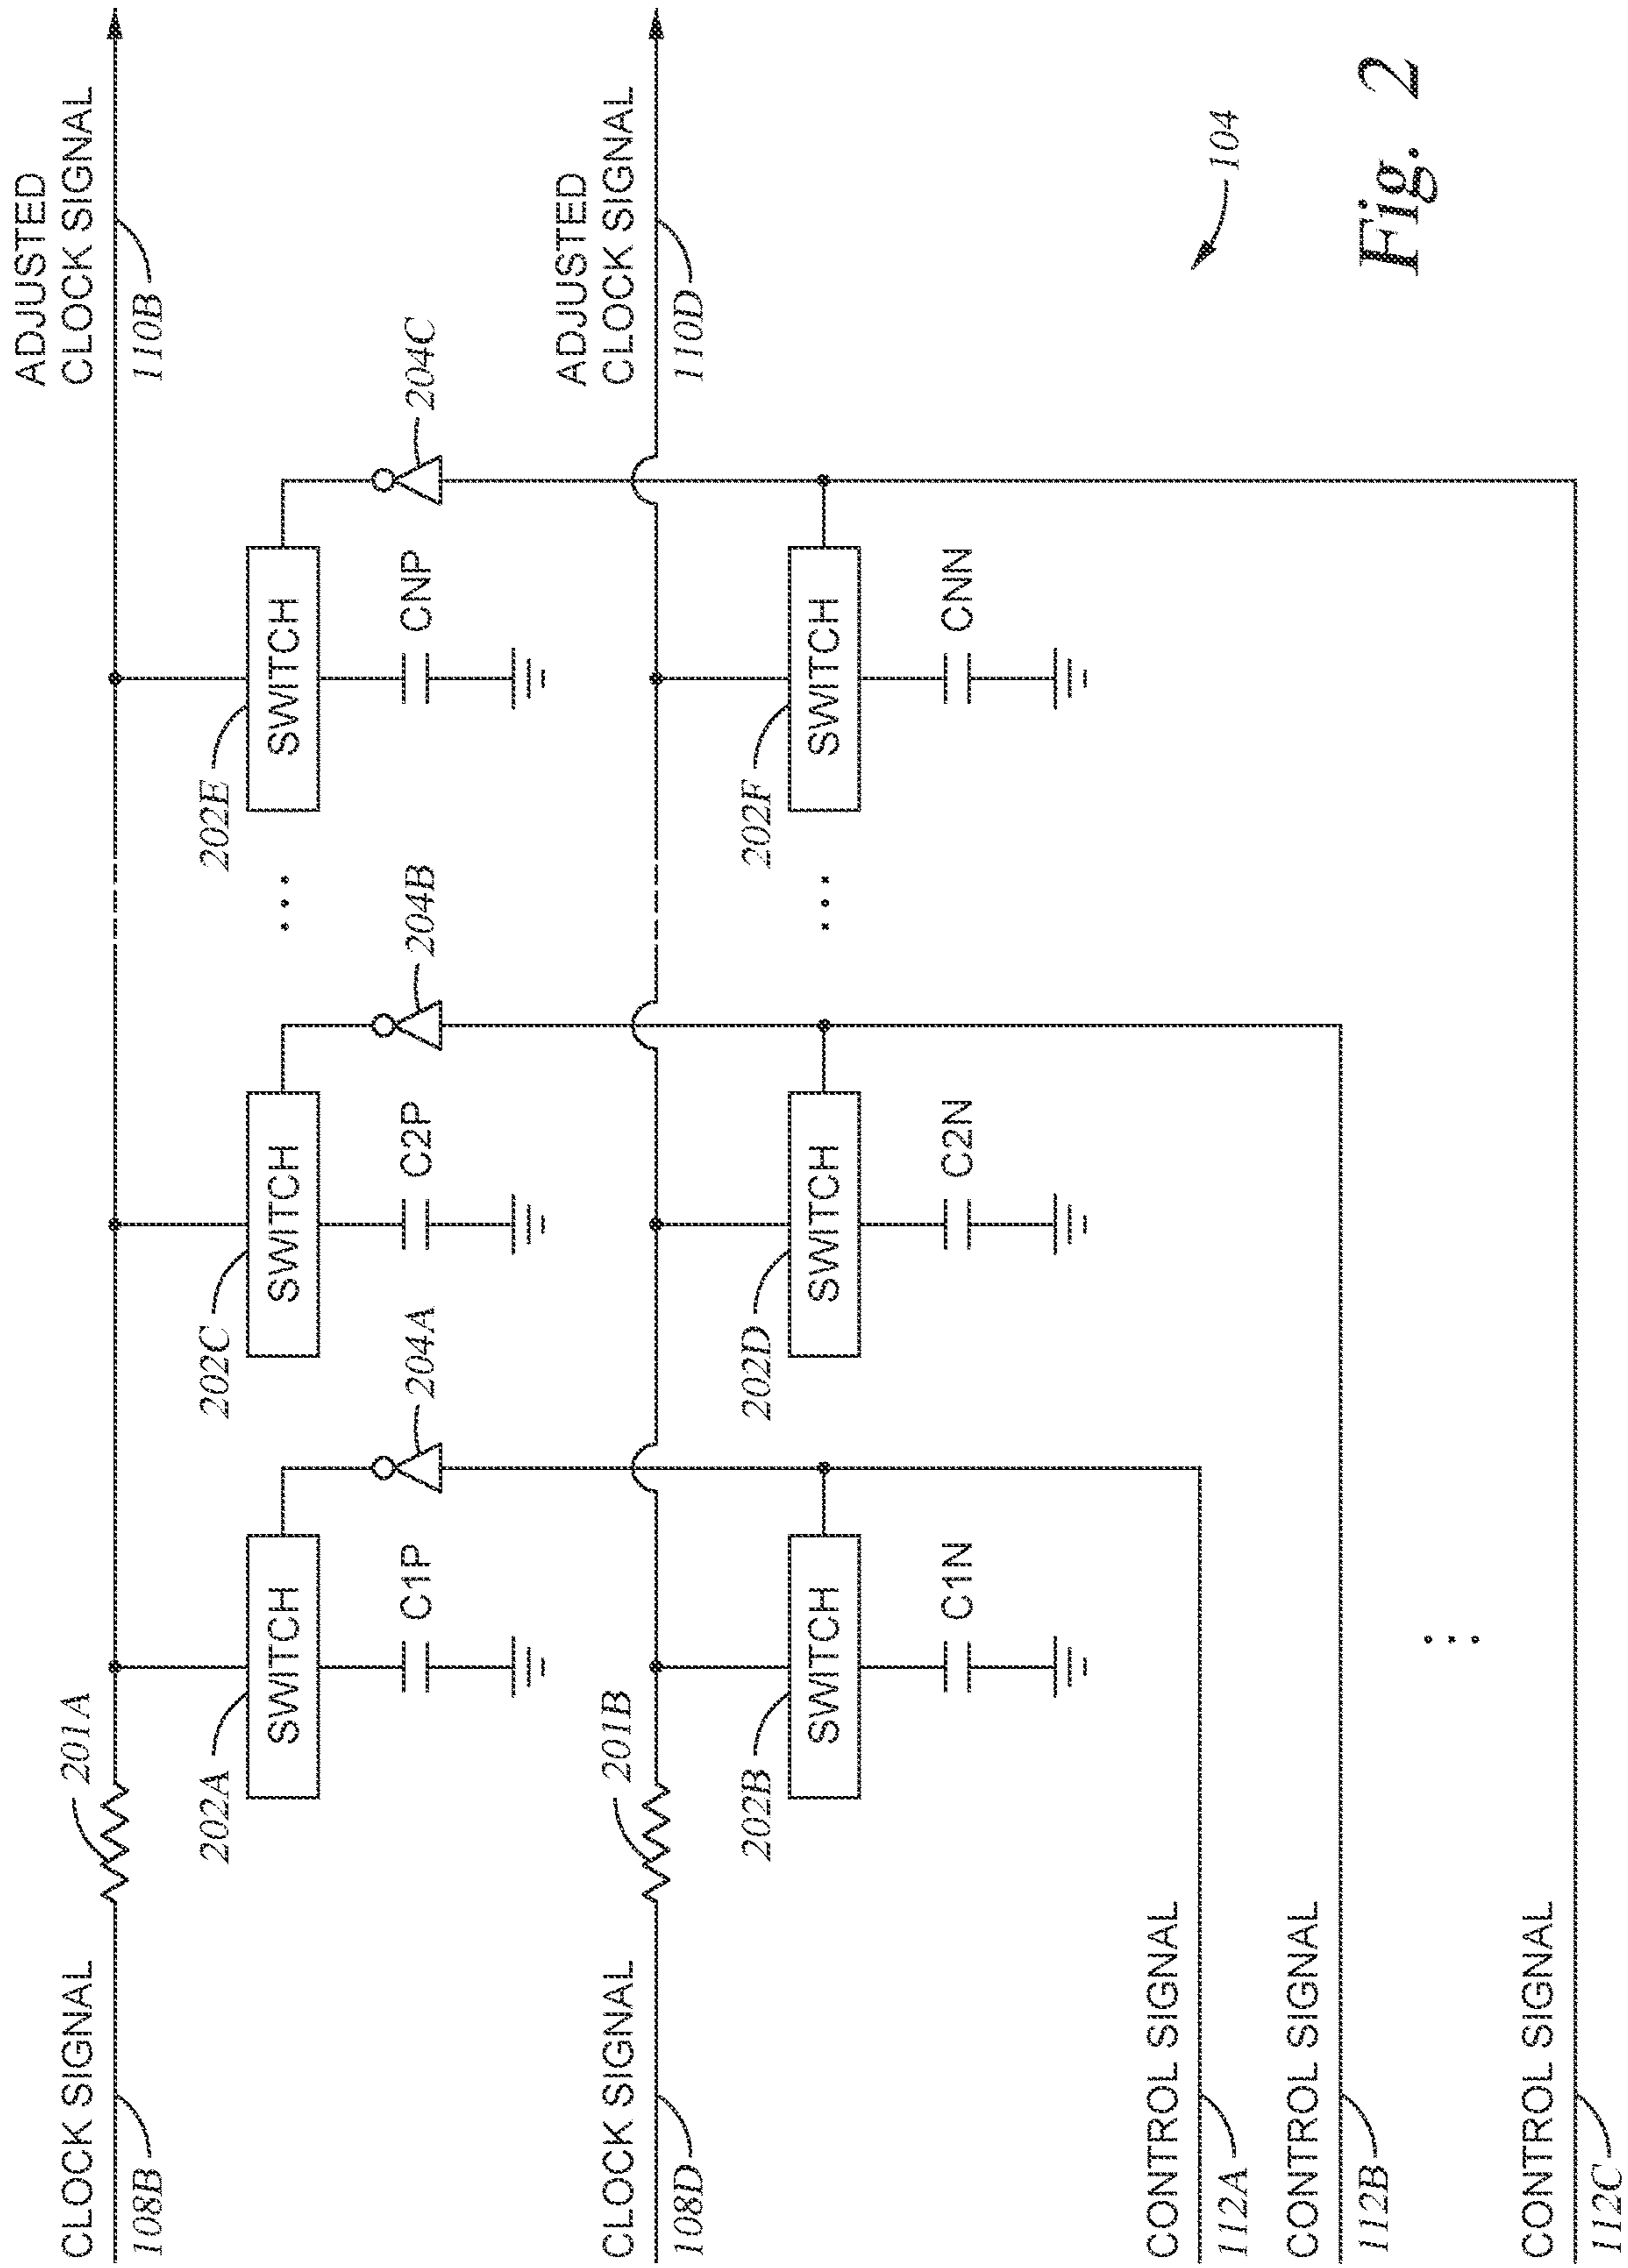 ADJUSTED
CLOCK SIGNAL
110B
CLOCK SIGNAL
108B
201A
202A
SWITCH
C1P
204A
202C
SWITCH
C2P
204B
...
202E
SWITCH
CNP
204C
ADJUSTED
CLOCK SIGNAL
110D
CLOCK SIGNAL
108D
201B
202B
SWITCH
C1N
202D
SWITCH
C2N
...
202F
SWITCH
CNN
CONTROL SIGNAL
112A
CONTROL SIGNAL
112B
...
CONTROL SIGNAL
112C
104
Fig. 2